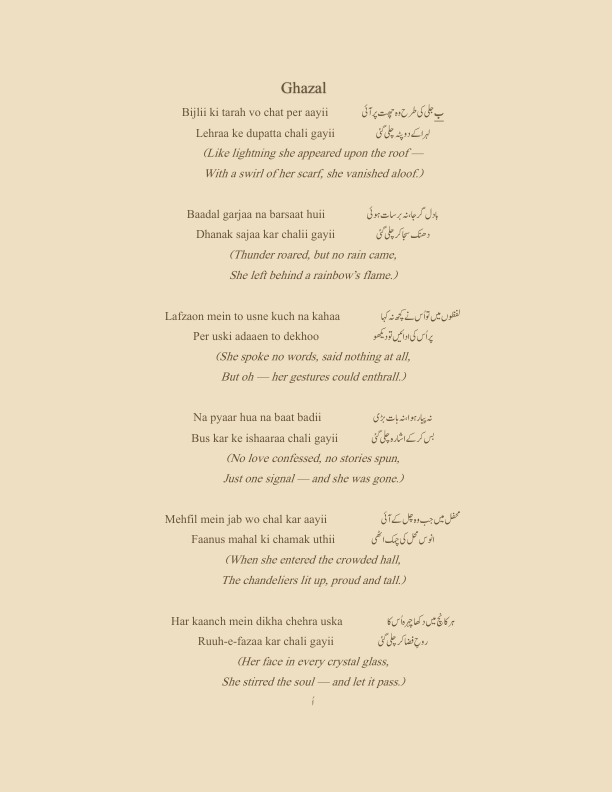 Ghazal
Bijlii ki tarah vo chat per aayii بجلی کی طرح وہ چھت پر آئی
Lehraa ke dupatta chali gayii لہرا کے دوپٹہ چلی گئی
(Like lightning she appeared upon the roof —
With a swirl of her scarf, she vanished aloof.)
Baadal garjaa na barsaat huii بادل گرجا، نہ برسات ہوئی
Dhanak sajaa kar chalii gayii دھنک سجا کر چلی گئی
(Thunder roared, but no rain came,
She left behind a rainbow’s flame.)
Lafzaon mein to usne kuch na kahaa لفظوں میں تو اُس نے کچھ نہ کہا
Per uski adaaen to dekhoo پر اُس کی ادائیں تو دیکھو
(She spoke no words, said nothing at all,
But oh — her gestures could enthrall.)
Na pyaar hua na baat badii نہ پیار ہوا، نہ بات بڑی
Bus kar ke ishaaraa chali gayii بس کر کے اشارہ چلی گئی
(No love confessed, no stories spun,
Just one signal — and she was gone.)
Mehfil mein jab wo chal kar aayii محفل میں جب وہ چل کے آئی
Faanus mahal ki chamak uthii انوس محل کی چمک اٹھی
(When she entered the crowded hall,
The chandeliers lit up, proud and tall.)
Har kaanch mein dikha chehra uska ہر کانچ میں دکھا چہرہ اُس کا
Ruuh-e-fazaa kar chali gayii روحِ فضا کر چلی گئی
(Her face in every crystal glass,
She stirred the soul — and let it pass.)
i